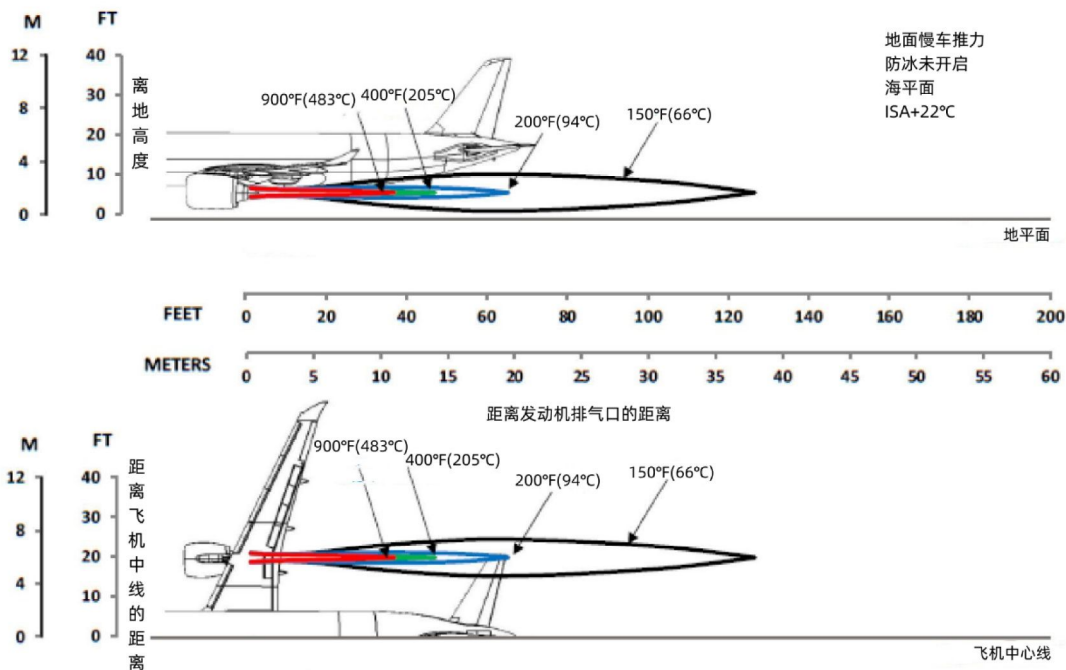 M
FT
地面慢车推力
防冰未开启
海平面
ISA+22℃
12
8
4
0
40
30
20
10
0
离地高度
900℉(483℃)
400℉(205℃)
200℉(94℃)
150℉(66℃)
地平面
FEET
0 20 40 60 80 100 120 140 160 180 200
METERS
0 5 10 15 20 25 30 35 40 45 50 55 60
距离发动机排气口的距离
M
FT
12
8
4
0
40
30
20
10
0
距离飞机中线的距离
900℉(483℃)
400℉(205℃)
200℉(94℃)
150℉(66℃)
飞机中心线